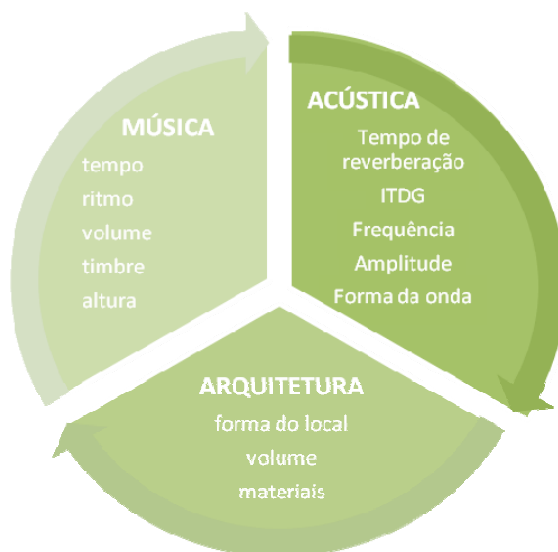 MÚSICA
tempo
ritmo
volume
timbre
altura
ACÚSTICA
Tempo de
reverberação
ITDG
Frequência
Amplitude
Forma da onda
ARQUITETURA
forma do local
volume
materiais